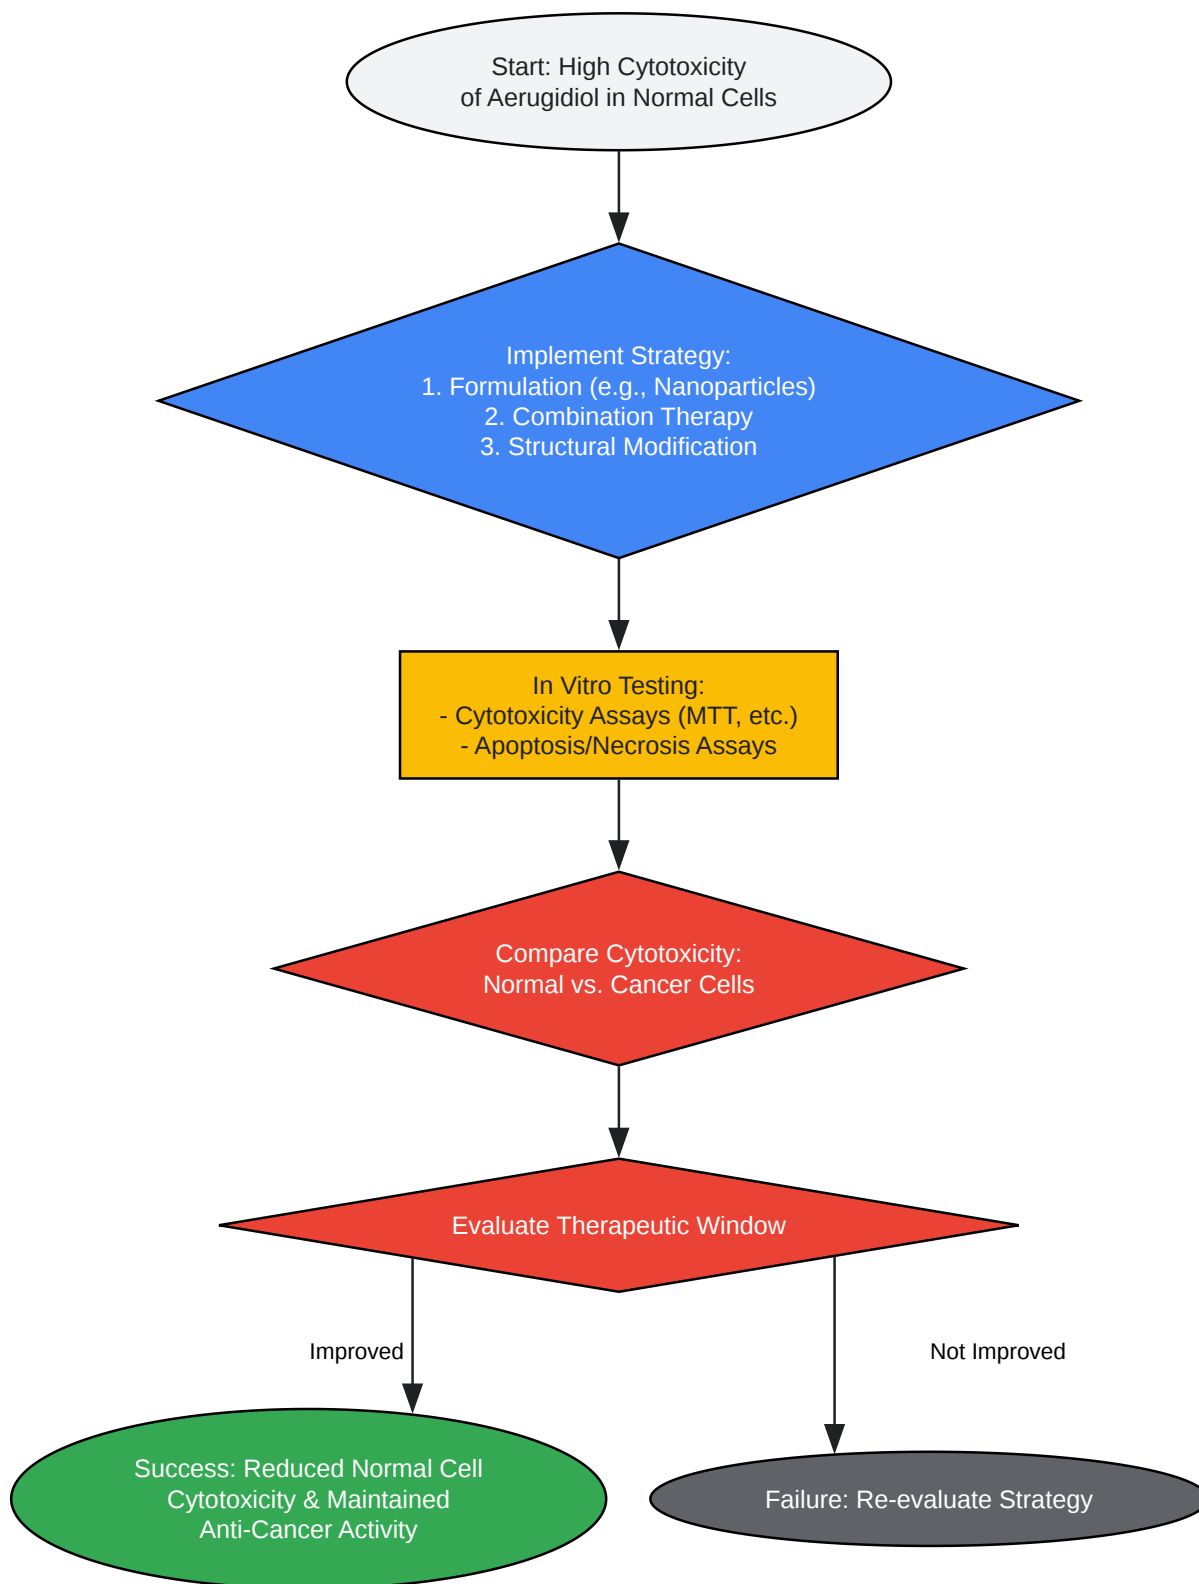 Start: High Cytotoxicity
of Aerugidiol in Normal Cells
Implement Strategy:
1. Formulation (e.g., Nanoparticles)
2. Combination Therapy
3. Structural Modification
In Vitro Testing:
- Cytotoxicity Assays (MTT, etc.)
- Apoptosis/Necrosis Assays
Compare Cytotoxicity:
Normal vs. Cancer Cells
Evaluate Therapeutic Window
Improved
Not Improved
Success: Reduced Normal Cell
Cytotoxicity & Maintained
Anti-Cancer Activity
Failure: Re-evaluate Strategy